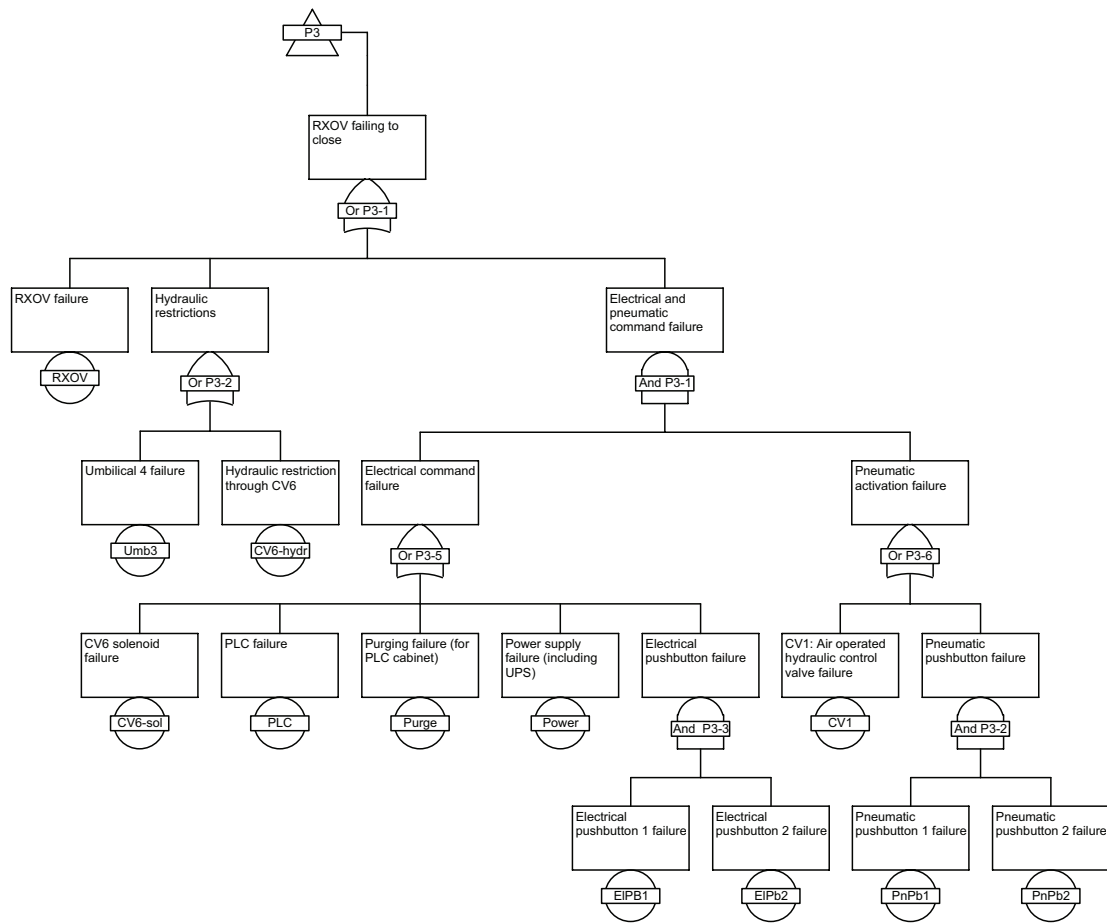 P3
RXOV failing to
close
Or P3-1
RXOV failure
Hydraulic
restrictions
Electrical and
pneumatic
command failure
RXOV
Or P3-2
And P3-1
Umbilical 4 failure
Hydraulic restriction
through CV6
Electrical command
failure
Pneumatic
activation failure
Umb3
CV6-hydr
Or P3-5
Or P3-6
CV6 solenoid
failure
PLC failure
Purging failure (for
PLC cabinet)
Power supply
failure (including
UPS)
Electrical
pushbutton failure
CV1: Air operated
hydraulic control
valve failure
Pneumatic
pushbutton failure
CV6-sol
PLC
Purge
Power
And P3-3
CV1
And P3-2
Electrical
pushbutton 1 failure
Electrical
pushbutton 2 failure
Pneumatic
pushbutton 1 failure
Pneumatic
pushbutton 2 failure
ElPB1
ElPb2
PnPb1
PnPb2